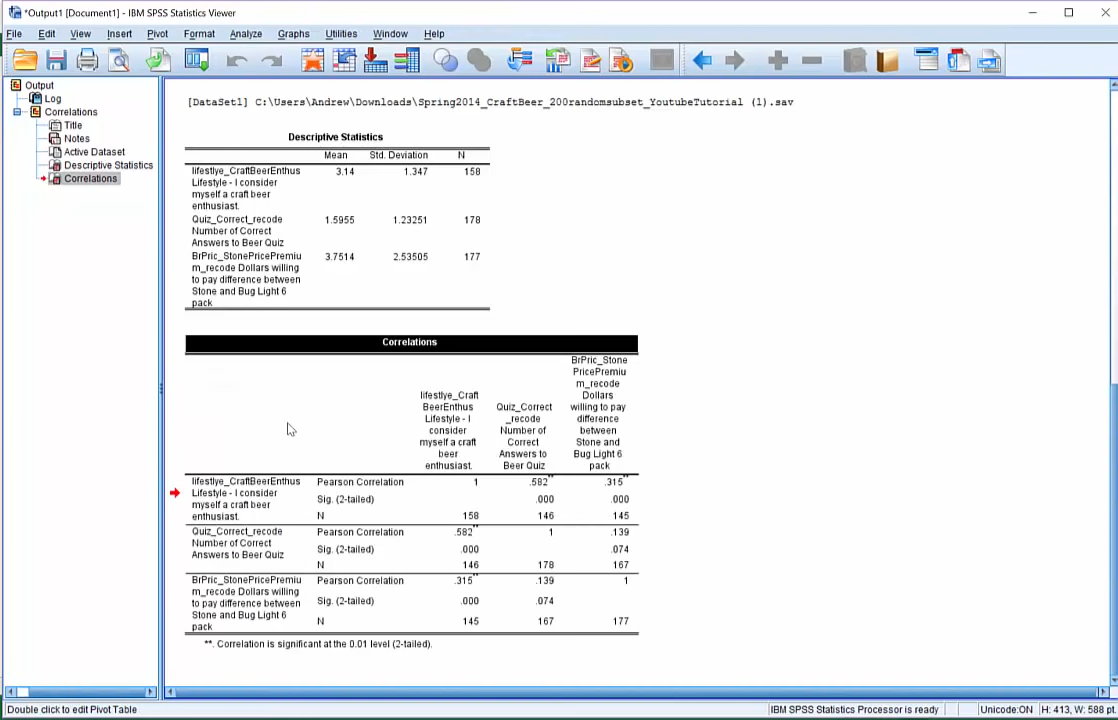 *Output1 [Document1] - IBM SPSS Statistics Viewer
File Edit View Insert Pivot Format Analyze Graphs Utilities Window Help
Output
Log
Correlations
Title
Notes
Active Dataset
Descriptive Statistics
Correlations
[DataSet1] C:\Users\Andrew\Downloads\Spring2014_CraftBeer_200randomsubset_YoutubeTutorial (1).sav
Descriptive Statistics
Mean Std. Deviation N
lifestlye_CraftBeerEnthus 3.14 1.347 158
Lifestyle - I consider
myself a craft beer
enthusiast.
Quiz_Correct_recode 1.5955 1.23251 178
Number of Correct
Answers to Beer Quiz
BrPric_StonePricePremiu 3.7514 2.53505 177
m_recode Dollars willing
to pay difference between
Stone and Bug Light 6
pack
Correlations
lifestlye_Craft
BeerEnthus
Lifestyle - I
consider
myself a craft
beer
enthusiast.
Quiz_Correct
_recode
Number of
Correct
Answers to
Beer Quiz
BrPric_Stone
PricePremiu
m_recode
Dollars
willing to pay
difference
between
Stone and
Bug Light 6
pack
lifestlye_CraftBeerEnthus Pearson Correlation 1 .582** .315**
Lifestyle - I consider Sig. (2-tailed) .000 .000
myself a craft beer
enthusiast. N 158 146 145
Quiz_Correct_recode Pearson Correlation .582** 1 .139
Number of Correct Sig. (2-tailed) .000 .074
Answers to Beer Quiz N 146 178 167
BrPric_StonePricePremiu Pearson Correlation .315** .139 1
m_recode Dollars willing
to pay difference between Sig. (2-tailed) .000 .074
Stone and Bug Light 6
pack N 145 167 177
**. Correlation is significant at the 0.01 level (2-tailed).
Double click to edit Pivot Table IBM SPSS Statistics Processor is ready Unicode:ON H: 413, W: 588 pt.